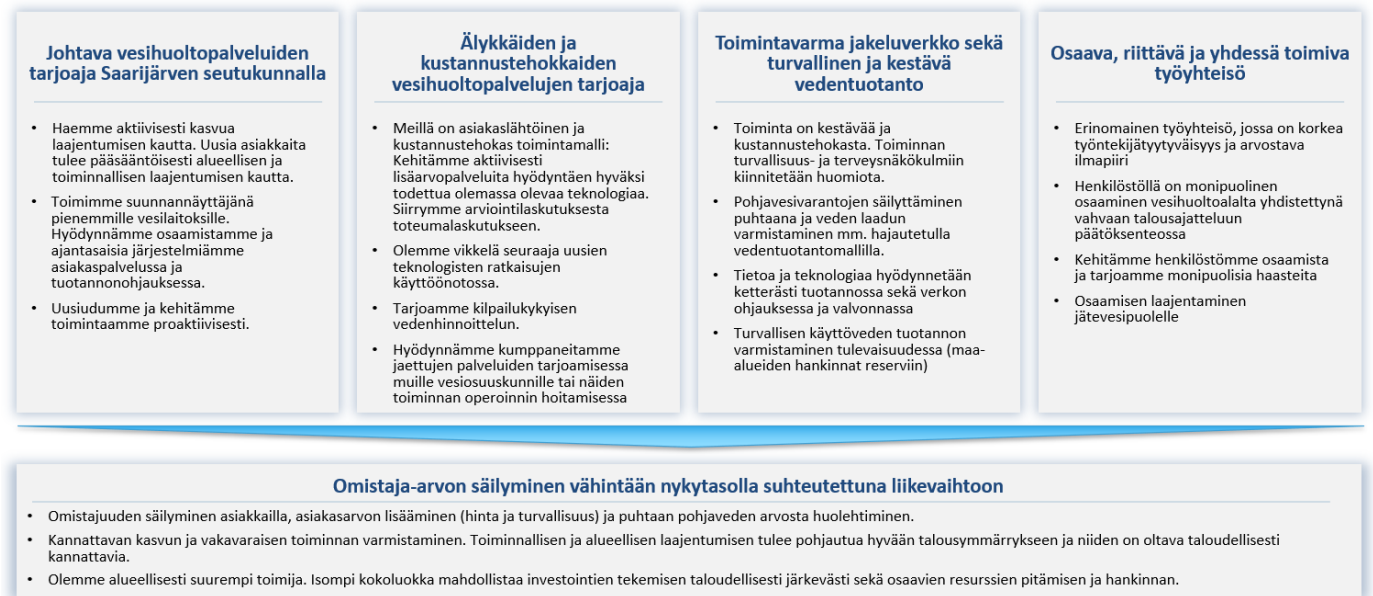 Johtava vesihuoltopalveluiden
tarjoaja Saarijärven seutukunnalla
• Haemme aktiivisesti kasvua
laajentumisen kautta. Uusia asiakkaita
tulee pääsääntöisesti alueellisen ja
toiminnallisen laajentumisen kautta.
• Toimimme suunnannäyttäjänä
pienemmille vesilaitoksille.
Hyödynnämme osaamistamme ja
ajantasaisia järjestelmiämme
asiakaspalvelussa ja
tuotannonohjauksessa.
• Uusiudumme ja kehitämme
toimintaamme proaktiivisesti.
Älykkäiden ja
kustannustehokkaiden
vesihuoltopalvelujen tarjoaja
• Meillä on asiakaslähtöinen ja
kustannustehokas toimintamalli:
Kehitämme aktiivisesti
lisäarvopalveluita hyödyntäen hyväksi
todettua olemassa olevaa teknologiaa.
Siirrymme arviointilaskutuksesta
toteumalaskutukseen.
• Olemme vikkelä seuraaja uusien
teknologisten ratkaisujen
käyttöönotossa.
• Tarjoamme kilpailukykyisen
vedenhinnoittelun.
• Hyödynnämme kumppaneitamme
jaettujen palveluiden tarjoamisessa
muille vesiosuuskunnille tai näiden
toiminnan operoinnin hoitamisessa
Toimintavarma jakeluverkko sekä
turvallinen ja kestävä
vedentuotanto
• Toiminta on kestävää ja
kustannustehokasta. Toiminnan
turvallisuus- ja terveysnäkökulmiin
kiinnitetään huomiota.
• Pohjavesivarantojen säilyttäminen
puhtaana ja veden laadun
varmistaminen mm. hajautetulla
vedentuotantomallilla.
• Tietoa ja teknologiaa hyödynnetään
ketterästi tuotannossa sekä verkon
ohjauksessa ja valvonnassa
• Turvallisen käyttöveden tuotannon
varmistaminen tulevaisuudessa (maa-
alueiden hankinnat reserviin)
Osaava, riittävä ja yhdessä toimiva
työyhteisö
• Erinomainen työyhteisö, jossa on korkea
työntekijätyytyväisyys ja arvostava
ilmapiiri
• Henkilöstöllä on monipuolinen
osaaminen vesihuoltoalalta yhdistettynä
vahvaan talousajatteluun
päätöksenteossa
• Kehitämme henkilöstömme osaamista
ja tarjoamme monipuolisia haasteita
• Osaamisen laajentaminen
jätevesipuolelle
Omistaja-arvon säilyminen vähintään nykytasolla suhteutettuna liikevaihtoon
• Omistajuuden säilyminen asiakkailla, asiakasarvon lisääminen (hinta ja turvallisuus) ja puhtaan pohjaveden arvosta huolehtiminen.
• Kannattavan kasvun ja vakavaraisen toiminnan varmistaminen. Toiminnallisen ja alueellisen laajentumisen tulee pohjautua hyvään talousymmärrykseen ja niiden on oltava taloudellisesti
kannattavia.
• Olemme alueellisesti suurempi toimija. Isompi kokoluokka mahdollistaa investointien tekemisen taloudellisesti järkevästi sekä osaavien resurssien pitämisen ja hankinnan.